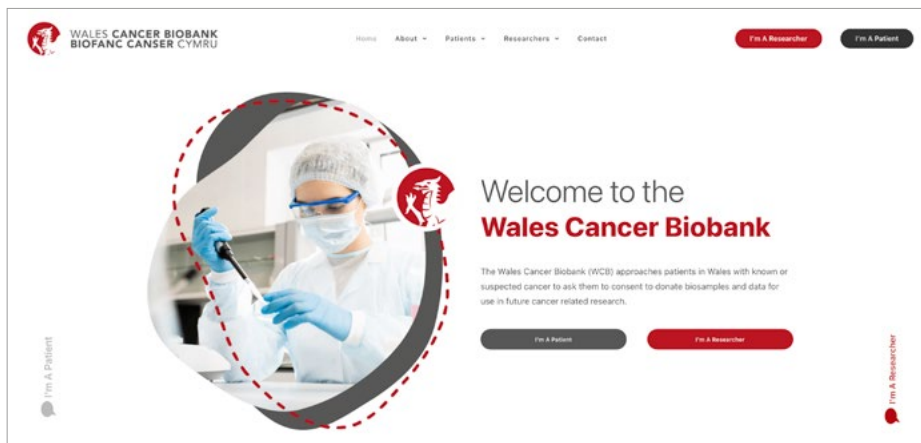 WALES CANCER BIOBANK
BIOFANC CANSER CYMRU
Home About Patients Researchers Contact
I'm A Researcher
I'm A Patient
Welcome to the
Wales Cancer Biobank
The Wales Cancer Biobank (WCB) approaches patients in Wales with known or
suspected cancer to ask them to consent to donate biosamples and data for
use in future cancer related research.
I'm A Patient
I'm A Researcher
I'm A Patient
I'm A Researcher